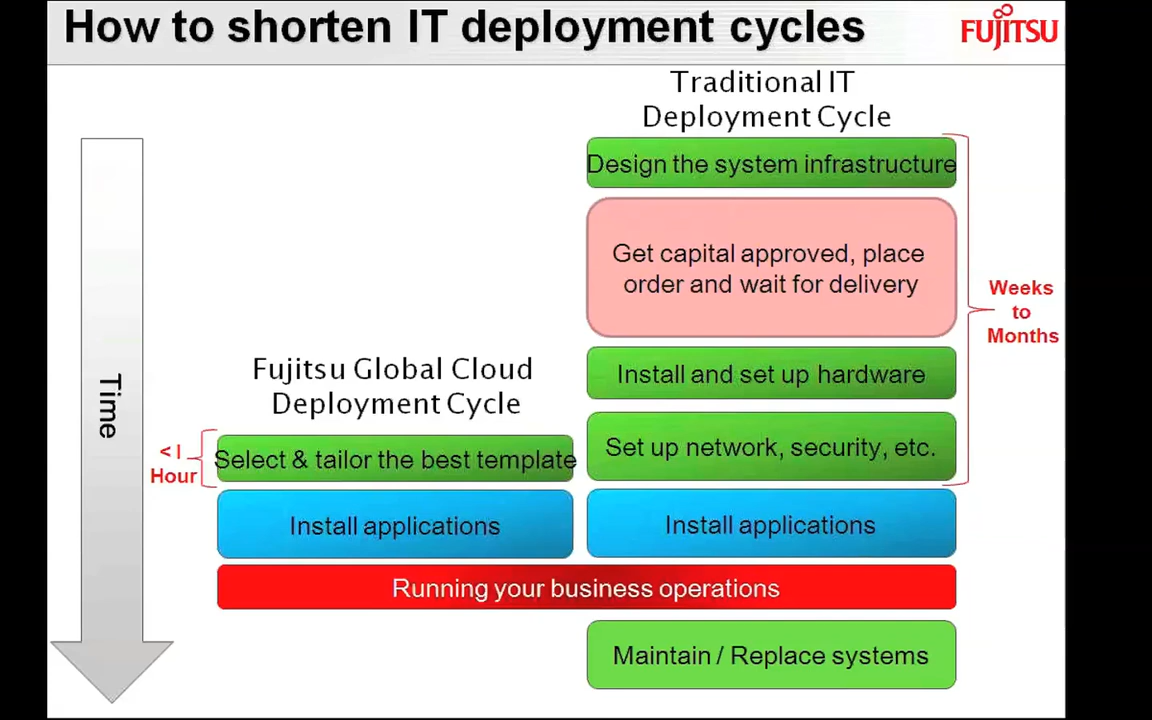 How to shorten IT deployment cycles
FUJITSU
Traditional IT
Deployment Cycle
Design the system infrastructure
Get capital approved, place
order and wait for delivery
Weeks
to
Months
Install and set up hardware
Set up network, security, etc.
Install applications
Fujitsu Global Cloud
Deployment Cycle
< I
Hour
Select & tailor the best template
Install applications
Running your business operations
Maintain / Replace systems
Time